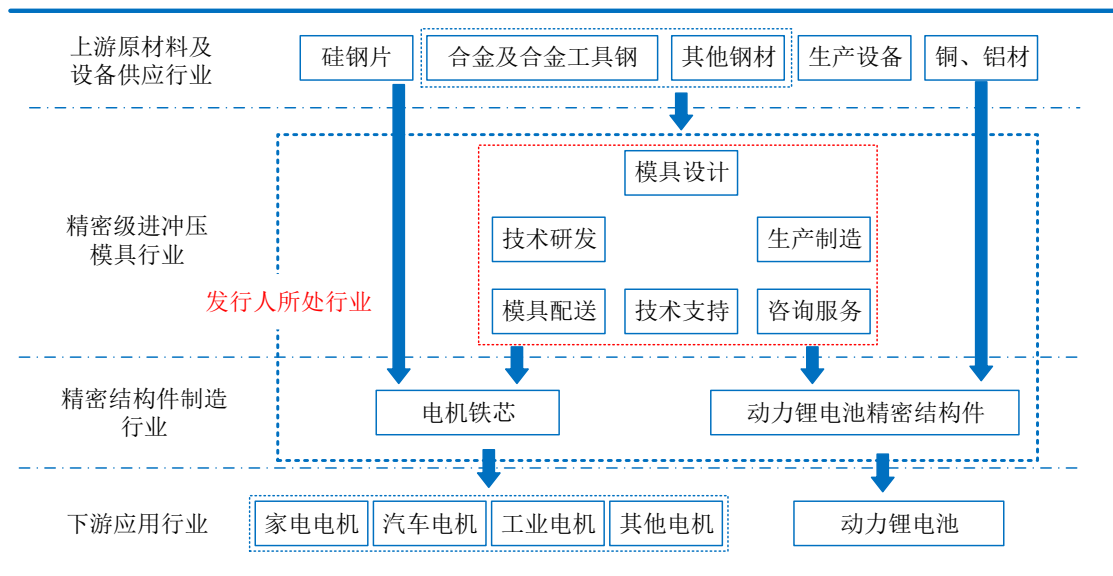 上游原材料及
设备供应行业
硅钢片
合金及合金工具钢
其他钢材
生产设备
铜、铝材
精密级进冲压
模具行业
模具设计
技术研发
生产制造
发行人所处行业
模具配送
技术支持
咨询服务
精密结构件制造
行业
电机铁芯
动力锂电池精密结构件
下游应用行业
家电电机
汽车电机
工业电机
其他电机
动力锂电池